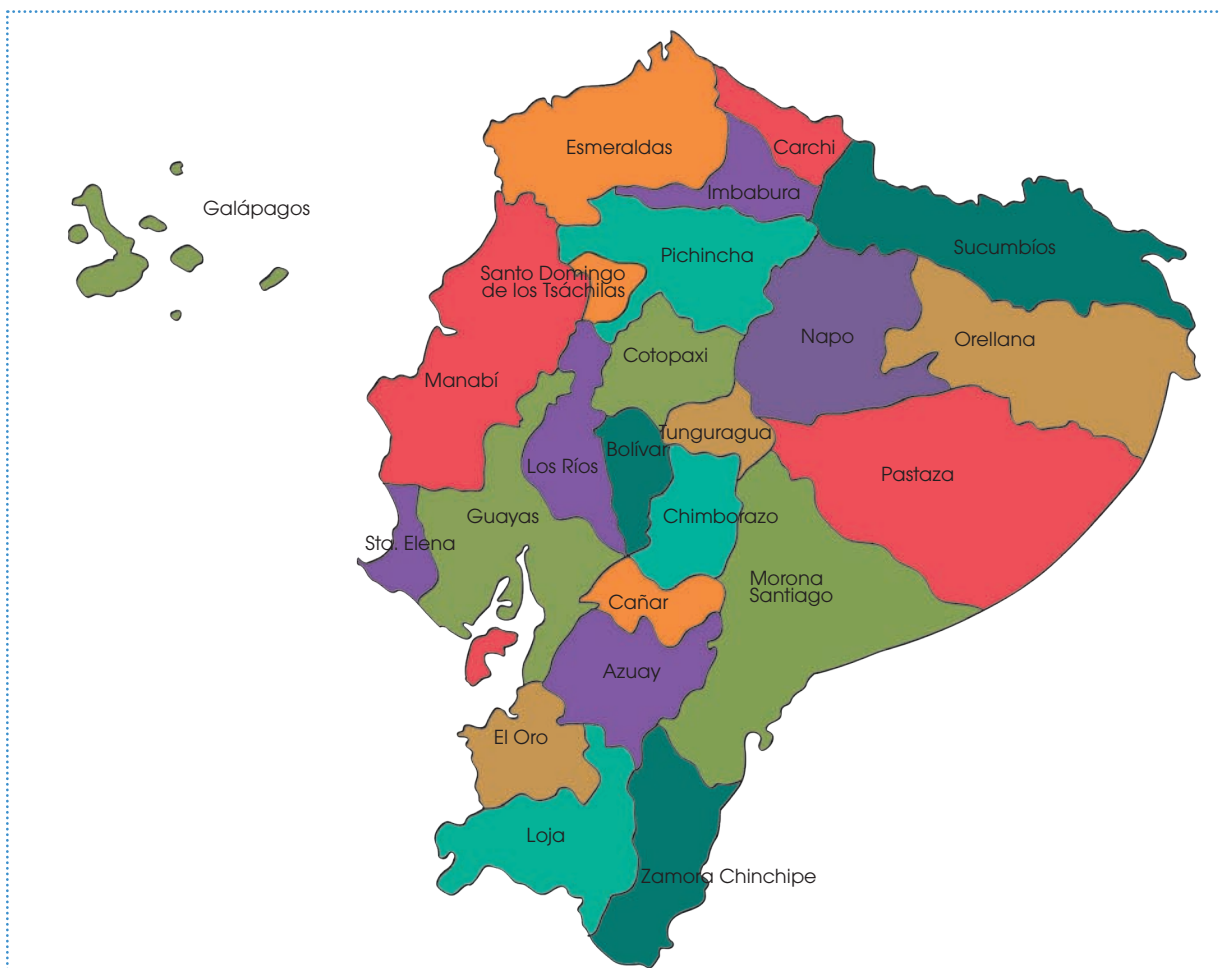 Esmeraldas
Carchi
Imbabura
Galápagos
Sucumbíos
Pichincha
Santo Domingo
de los Tsáchilas
Napo
Orellana
Cotopaxi
Manabí
Tunguragua
Bolívar
Los Ríos
Pastaza
Guayas
Chimborazo
Sta. Elena
Morona
Santiago
Cañar
Azuay
El Oro
Loja
Zamora Chinchipe